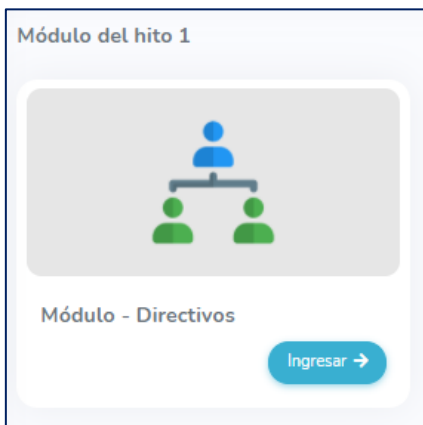 Módulo del hito 1
Módulo - Directivos
Ingresar →